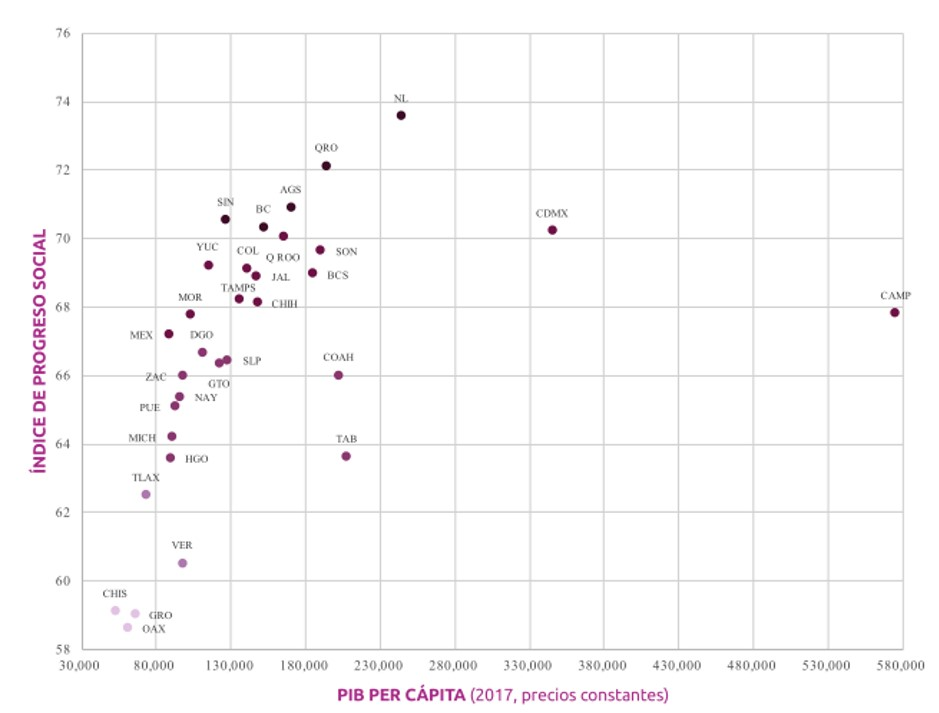 76
74
72
70
68
66
64
62
60
58
ÍNDICE DE PROGRESO SOCIAL
NL
QRO
AGS
SIN
BC
CDMX
YUC
COL
Q ROO
SON
JAL
BCS
TAMPS
MOR
CHIH
CAMP
MEX
DGO
SLP
COAH
ZAC
GTO
NAY
PUE
MICH
TAB
HGO
TLAX
VER
CHIS
GRO
OAX
30,000 80,000 130,000 180,000 230,000 280,000 330,000 380,000 430,000 480,000 530,000 580,000
PIB PER CÁPITA (2017, precios constantes)